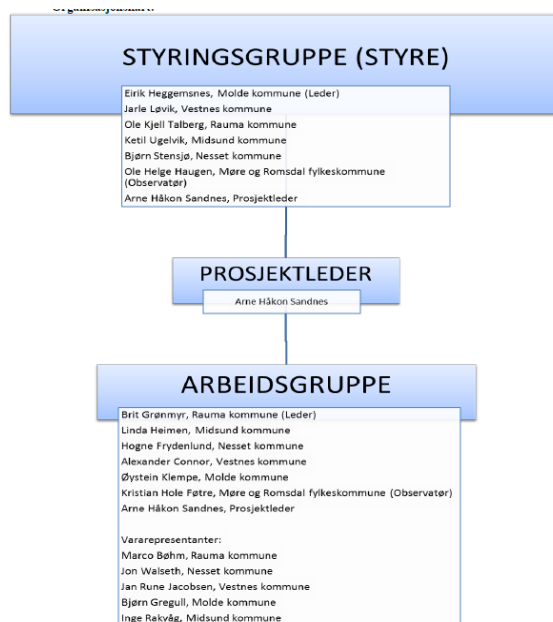 Organisasjonskart:
STYRINGSGRUPPE (STYRE)
Eirik Heggemsnes, Molde kommune (Leder)
Jarle Løvik, Vestnes kommune
Ole Kjell Talberg, Rauma kommune
Ketil Ugelvik, Midsund kommune
Bjørn Stensjø, Nesset kommune
Ole Helge Haugen, Møre og Romsdal fylkeskommune
(Observatør)
Arne Håkon Sandnes, Prosjektleder
PROSJEKTLEDER
Arne Håkon Sandnes
ARBEIDSGRUPPE
Brit Grønmyr, Rauma kommune (Leder)
Linda Heimen, Midsund kommune
Hogne Frydenlund, Nesset kommune
Alexander Connor, Vestnes kommune
Øystein Klempe, Molde kommune
Kristian Hole Føtre, Møre og Romsdal fylkeskommune (Observatør)
Arne Håkon Sandnes, Prosjektleder
Vararepresentanter:
Marco Bøhm, Rauma kommune
Jon Walseth, Nesset kommune
Jan Rune Jacobsen, Vestnes kommune
Bjørn Gregull, Molde kommune
Inge Rakvåg, Midsund kommune